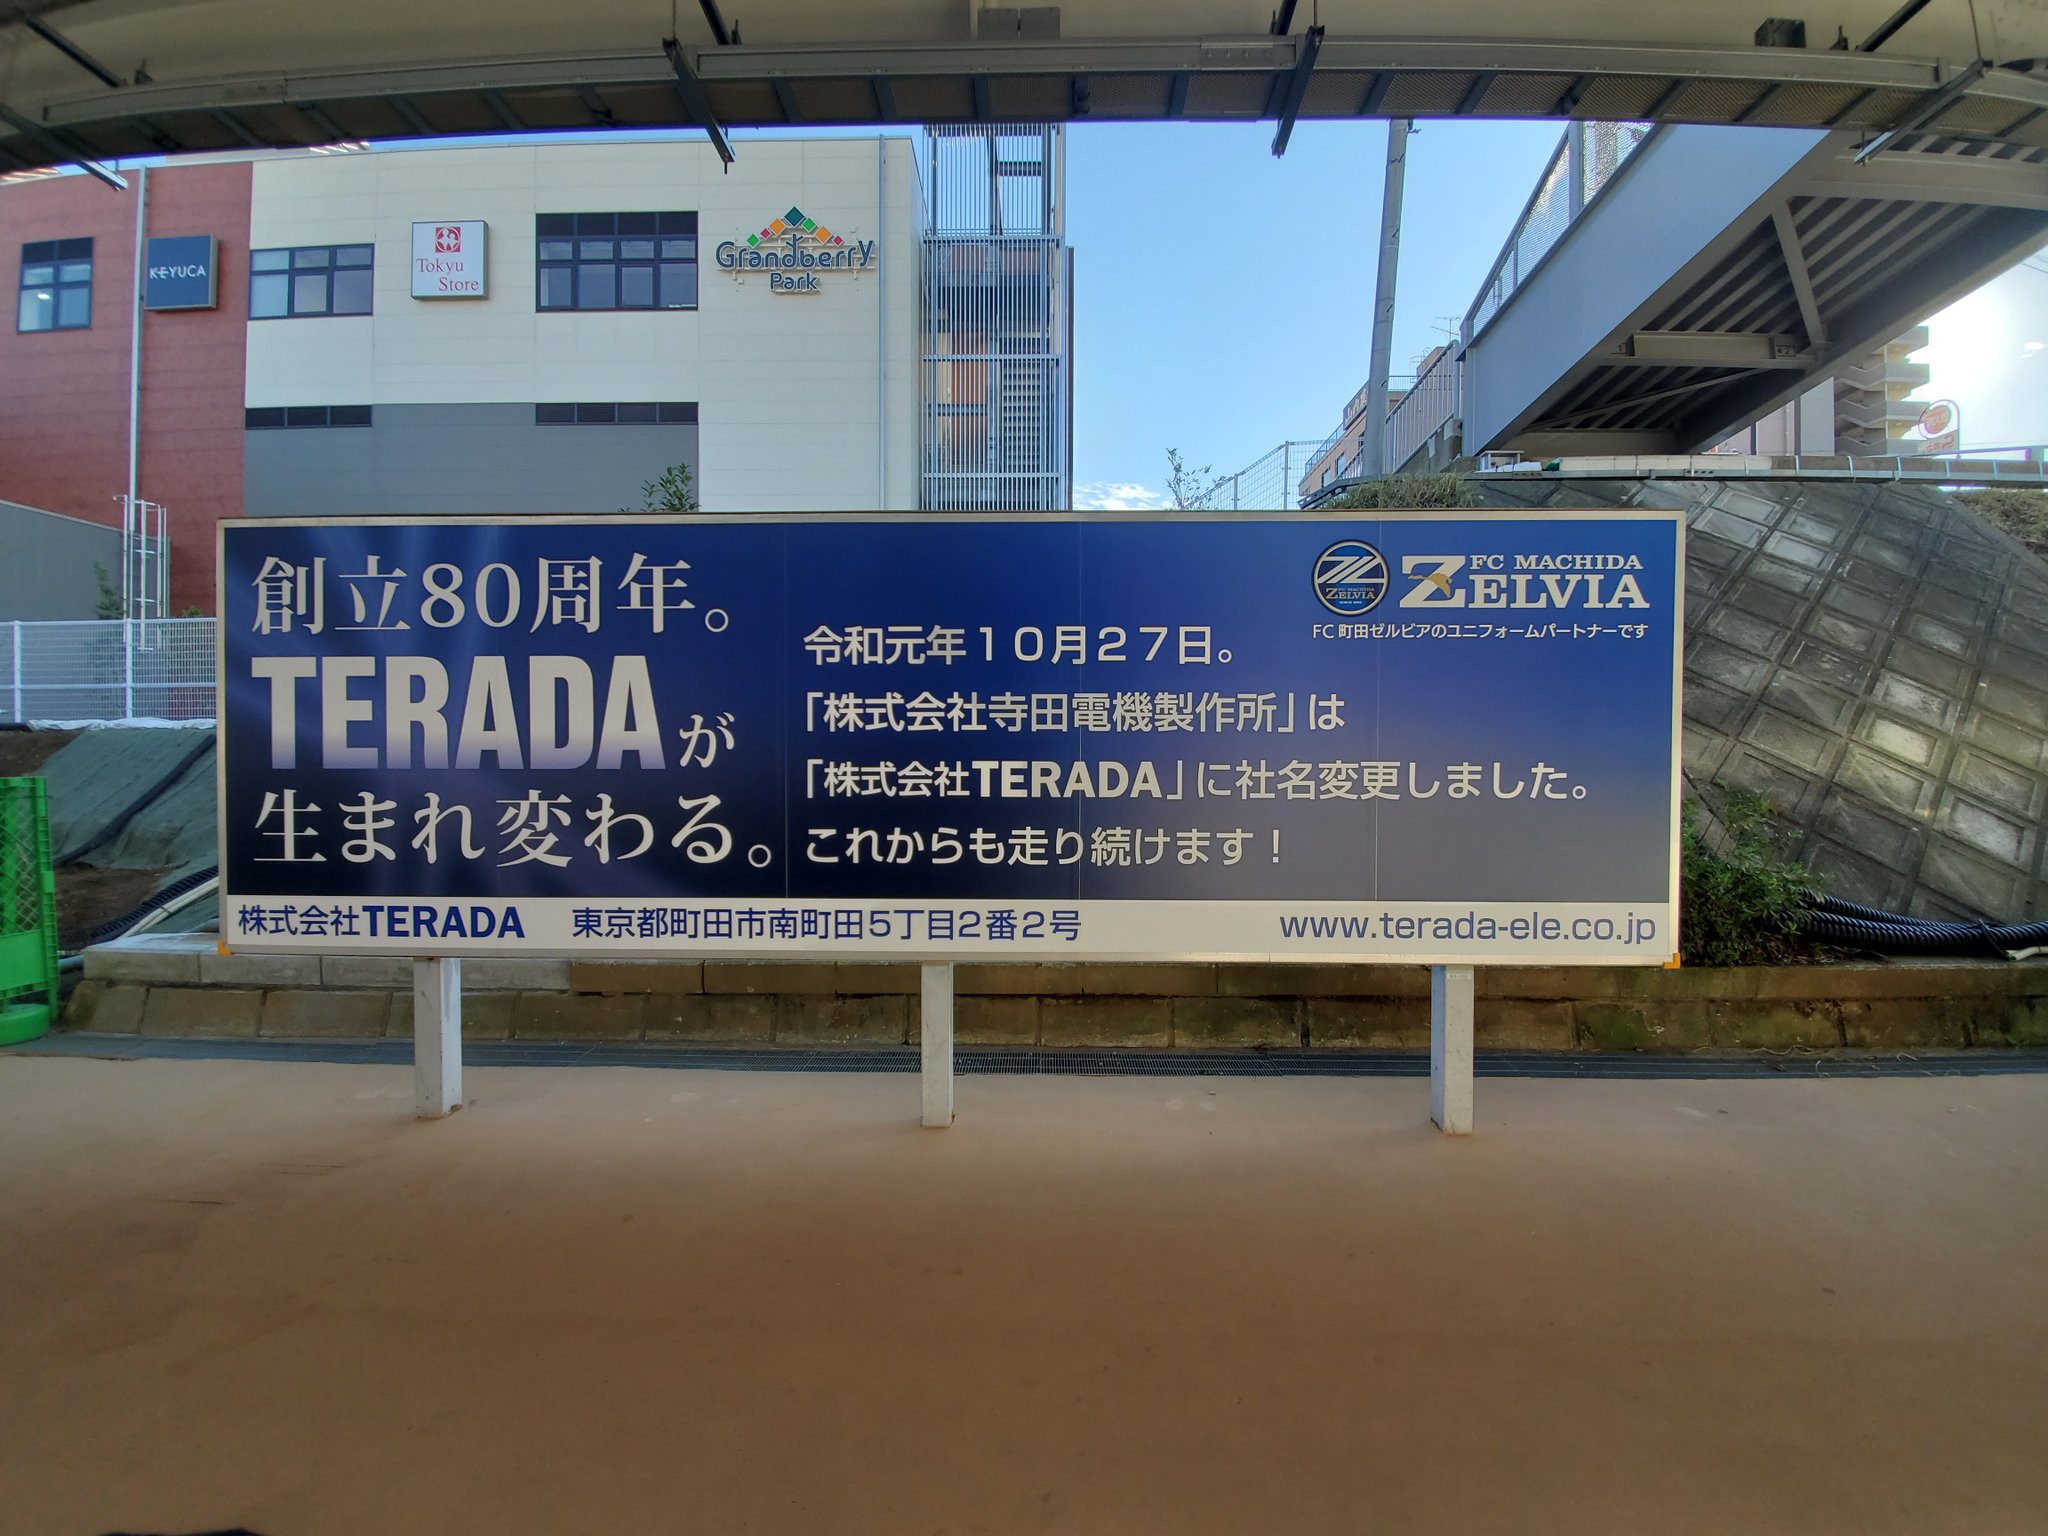 KEYUCA
Tokyu
Store
Grandberry
Park
創立80周年。
TERADAが
生まれ変わる。
令和元年１０月２７日。
「株式会社寺田電機製作所」は
「株式会社TERADA」に社名変更しました。
これからも走り続けます！
FC MACHIDA
ZELVIA
FC MACHIDA
ZELVIA
FC町田ゼルビアのユニフォームパートナーです
株式会社TERADA 東京都町田市南町田５丁目２番２号 www.terada-ele.co.jp